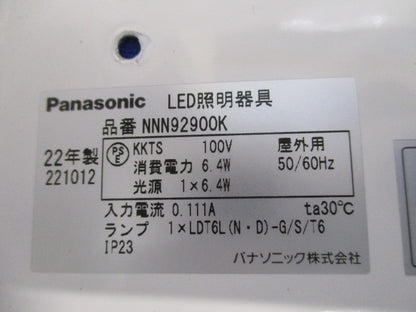 Panasonic LED照明器具
品番 NNN92900K
22年製
221012
PS E
KKTS 100V 屋外用
消費電力 6.4W 50/60Hz
光源 1×6.4W
入力電流 0.111A ta30℃
ランプ 1×LDT6L(N・D)-G/S/T6
IP23
パナソニック株式会社